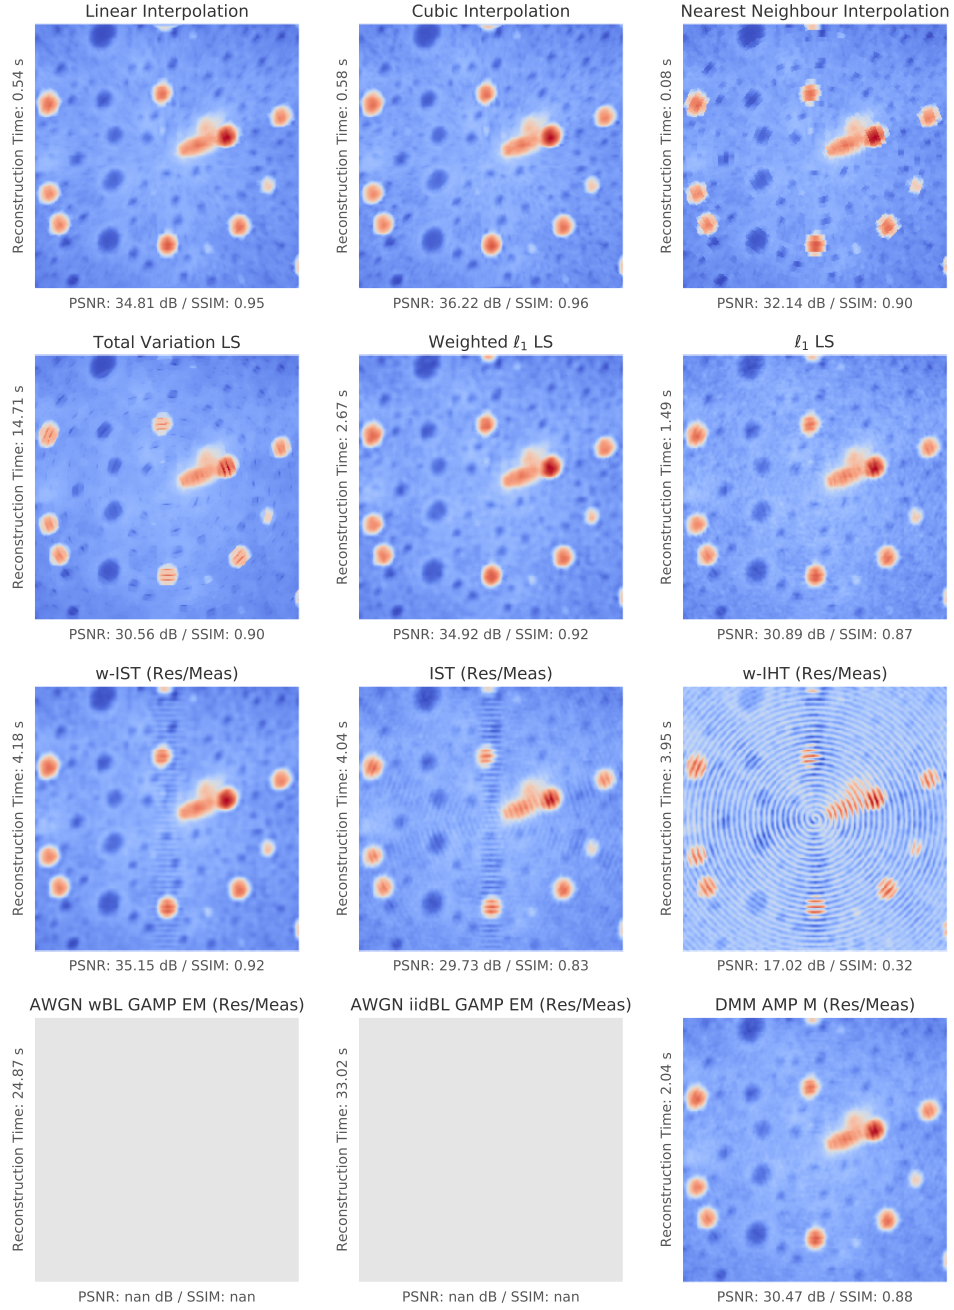 Linear Interpolation
Reconstruction Time: 0.54 s
PSNR: 34.81 dB / SSIM: 0.95
Cubic Interpolation
Reconstruction Time: 0.58 s
PSNR: 36.22 dB / SSIM: 0.96
Nearest Neighbour Interpolation
Reconstruction Time: 0.08 s
PSNR: 32.14 dB / SSIM: 0.90
Total Variation LS
Reconstruction Time: 14.71 s
PSNR: 30.56 dB / SSIM: 0.90
Weighted ℓ₁ LS
Reconstruction Time: 2.67 s
PSNR: 34.92 dB / SSIM: 0.92
ℓ₁ LS
Reconstruction Time: 1.49 s
PSNR: 30.89 dB / SSIM: 0.87
w-IST (Res/Meas)
Reconstruction Time: 4.18 s
PSNR: 35.15 dB / SSIM: 0.92
IST (Res/Meas)
Reconstruction Time: 4.04 s
PSNR: 29.73 dB / SSIM: 0.83
w-IHT (Res/Meas)
Reconstruction Time: 3.95 s
PSNR: 17.02 dB / SSIM: 0.32
AWGN wBL GAMP EM (Res/Meas)
Reconstruction Time: 24.87 s
PSNR: nan dB / SSIM: nan
AWGN iidBL GAMP EM (Res/Meas)
Reconstruction Time: 33.02 s
PSNR: nan dB / SSIM: nan
DMM AMP M (Res/Meas)
Reconstruction Time: 2.04 s
PSNR: 30.47 dB / SSIM: 0.88